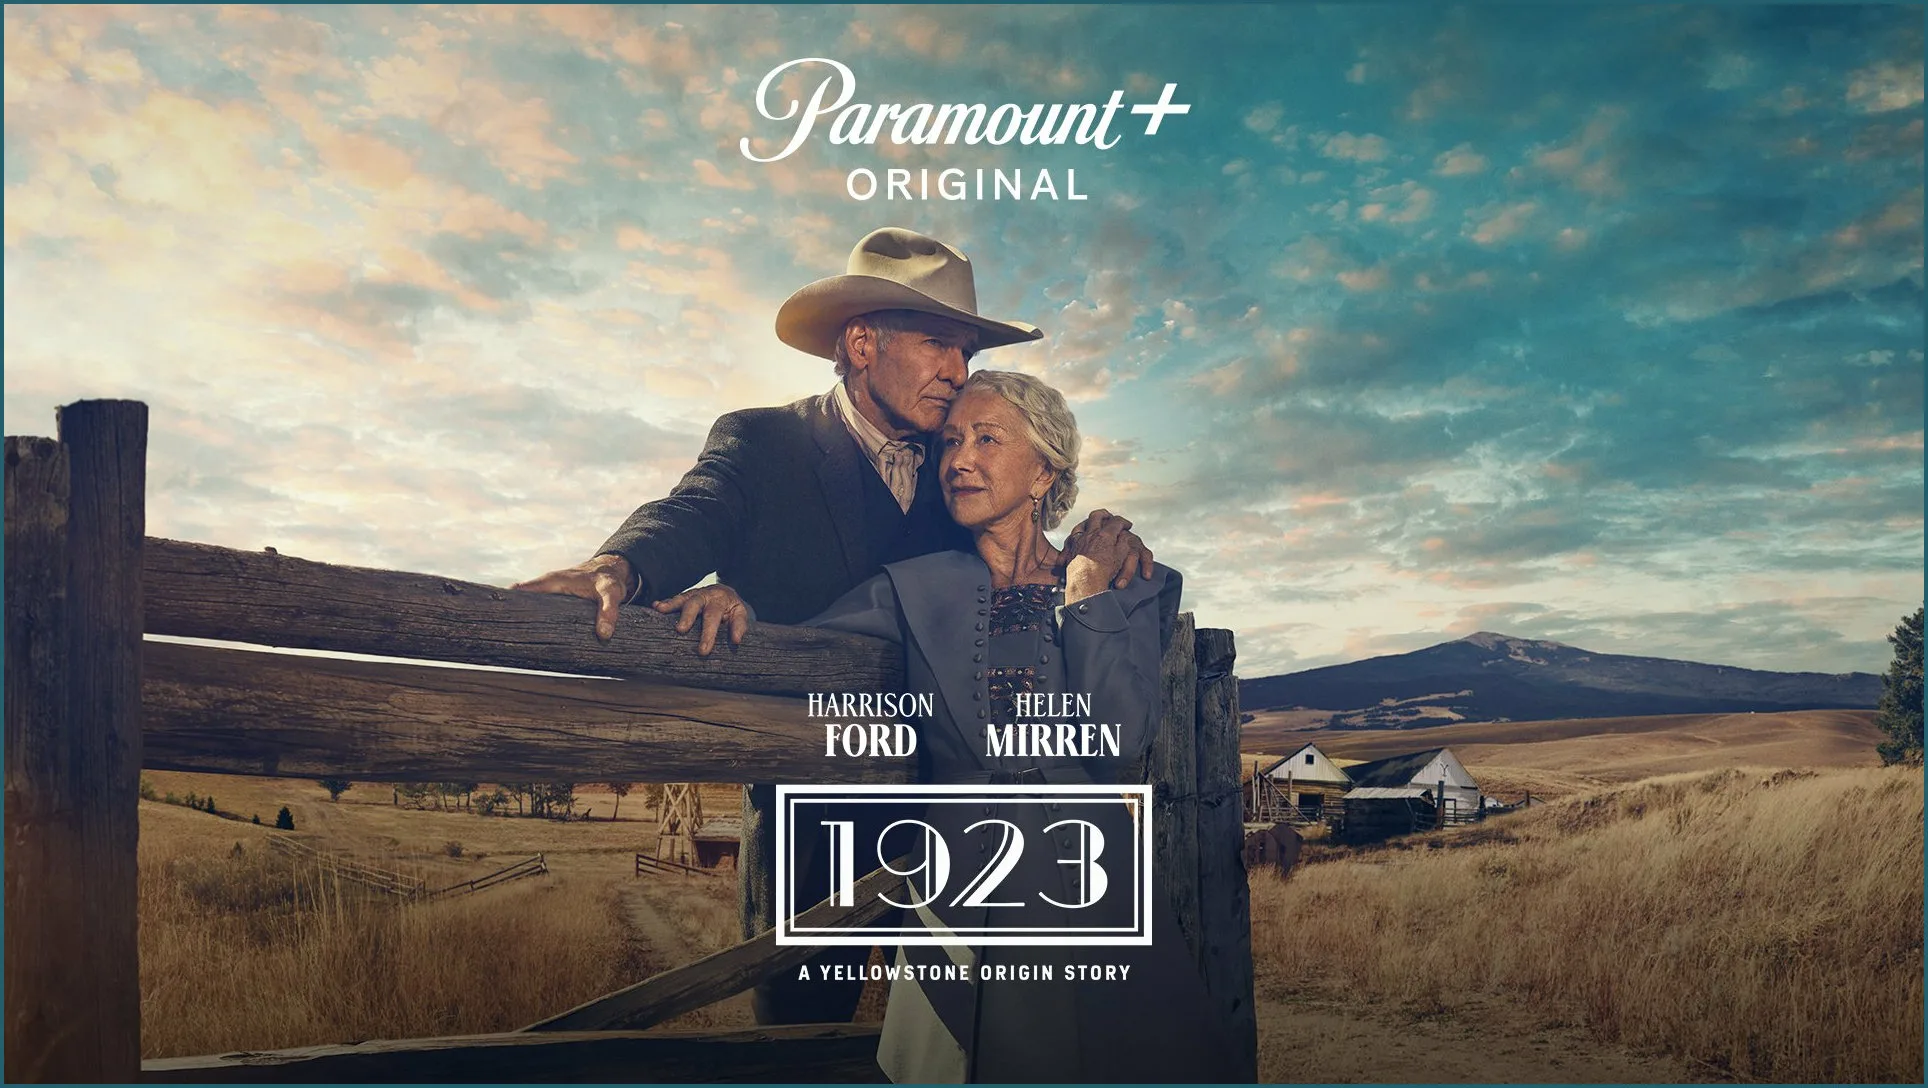 Paramount+
ORIGINAL
HARRISON FORD
HELEN MIRREN
1923
A YELLOWSTONE ORIGIN STORY